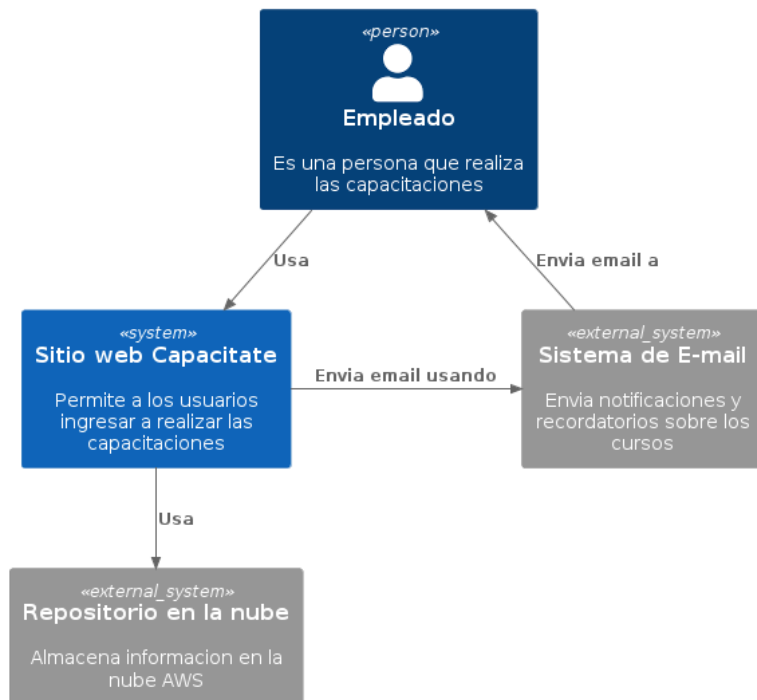 «person»
Empleado
Es una persona que realiza
las capacitaciones
Usa
Envia email a
«system»
Sitio web Capacitate
Permite a los usuarios
ingresar a realizar las
capacitaciones
Envia email usando
«external_system»
Sistema de E-mail
Envia notificaciones y
recordatorios sobre los
cursos
Usa
«external_system»
Repositorio en la nube
Almacena informacion en la
nube AWS